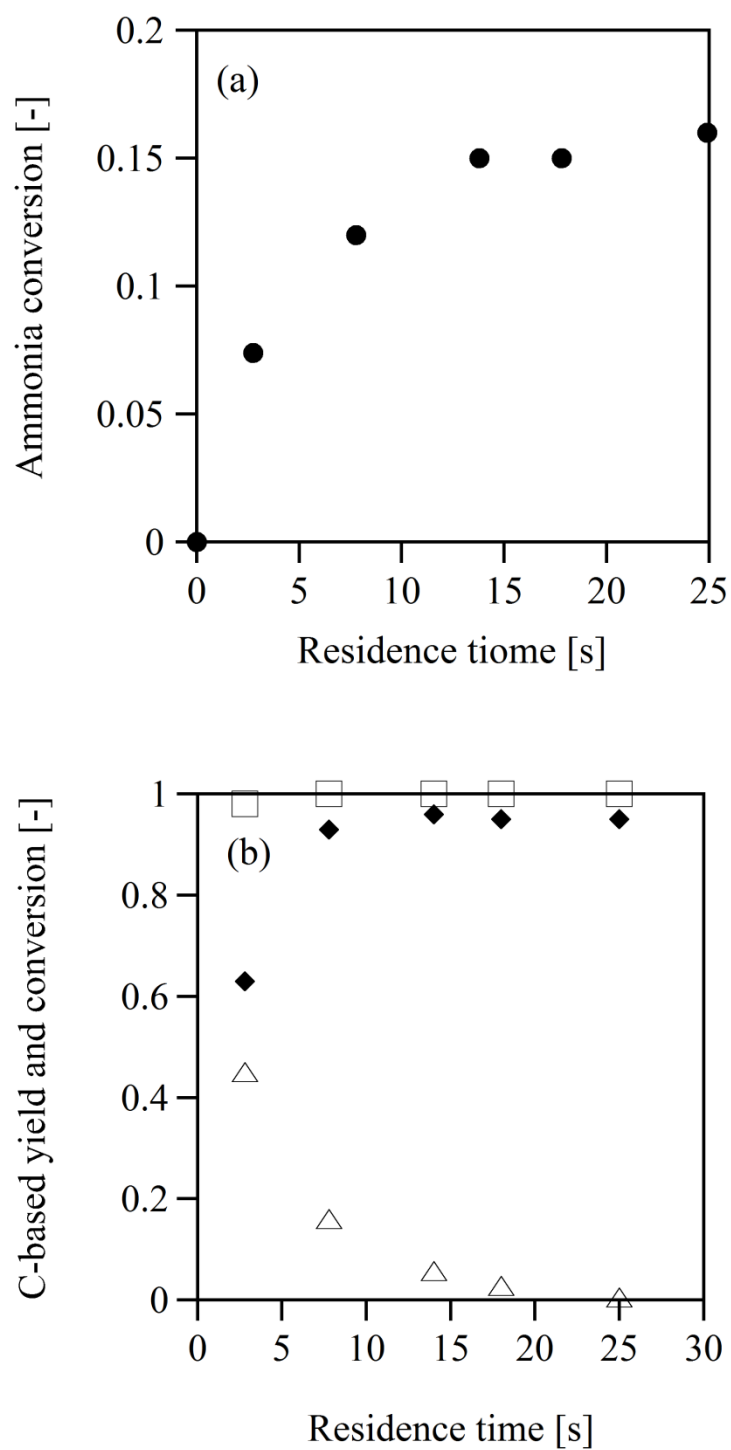 0.2
(a)
0.15
0.1
0.05
0
0 5 10 15 20 25
Ammonia conversion [-]
Residence tiome [s]
1
(b)
0.8
0.6
0.4
0.2
0
0 5 10 15 20 25 30
C-based yield and conversion [-]
Residence time [s]